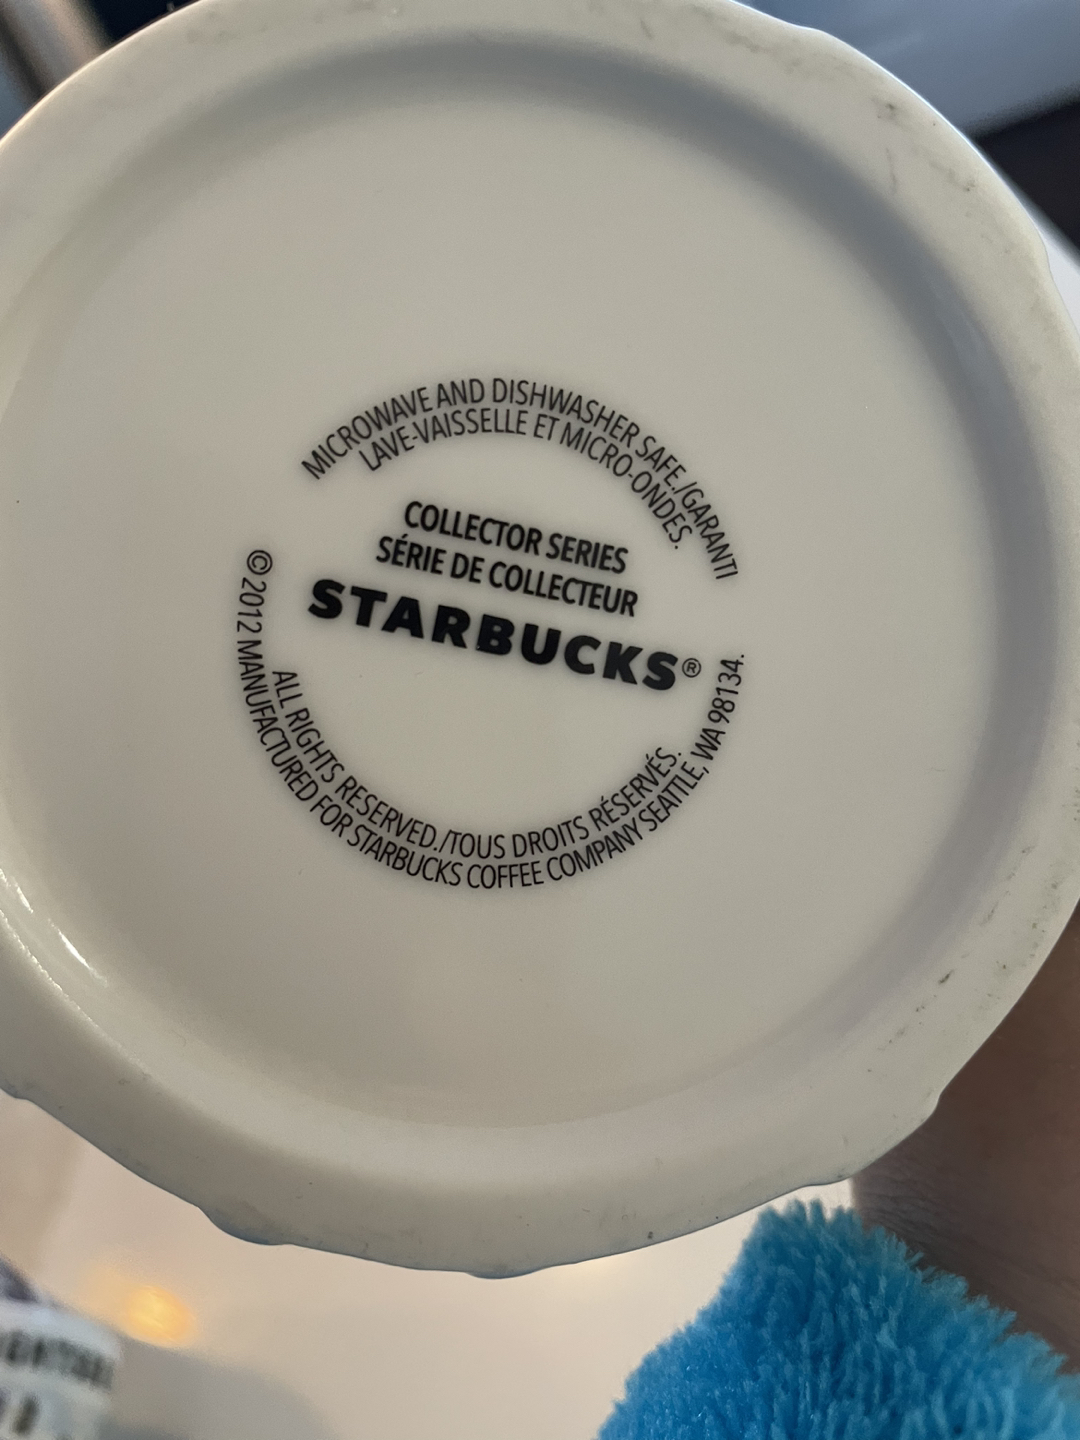 MICROWAVE AND DISHWASHER SAFE./GARANTI
LAVE-VAISSELLE ET MICRO-ONDES.
COLLECTOR SERIES
SÉRIE DE COLLECTEUR
STARBUCKS®
ALL RIGHTS RESERVED./TOUS DROITS RÉSERVÉS.
©2012 MANUFACTURED FOR STARBUCKS COFFEE COMPANY SEATTLE, WA 98134.